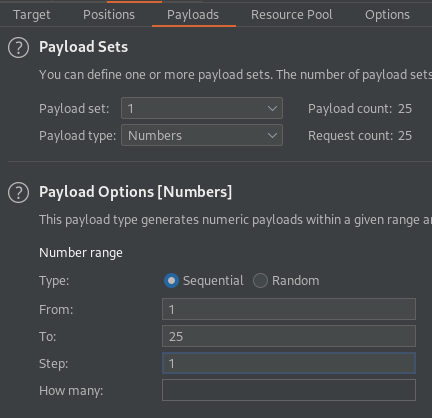 Target Positions Payloads Resource Pool Options
? Payload Sets
You can define one or more payload sets. The number of payload sets
Payload set: 1 Payload count: 25
Payload type: Numbers Request count: 25
? Payload Options [Numbers]
This payload type generates numeric payloads within a given range a
Number range
Type: Sequential Random
From: 1
To: 25
Step: 1
How many: